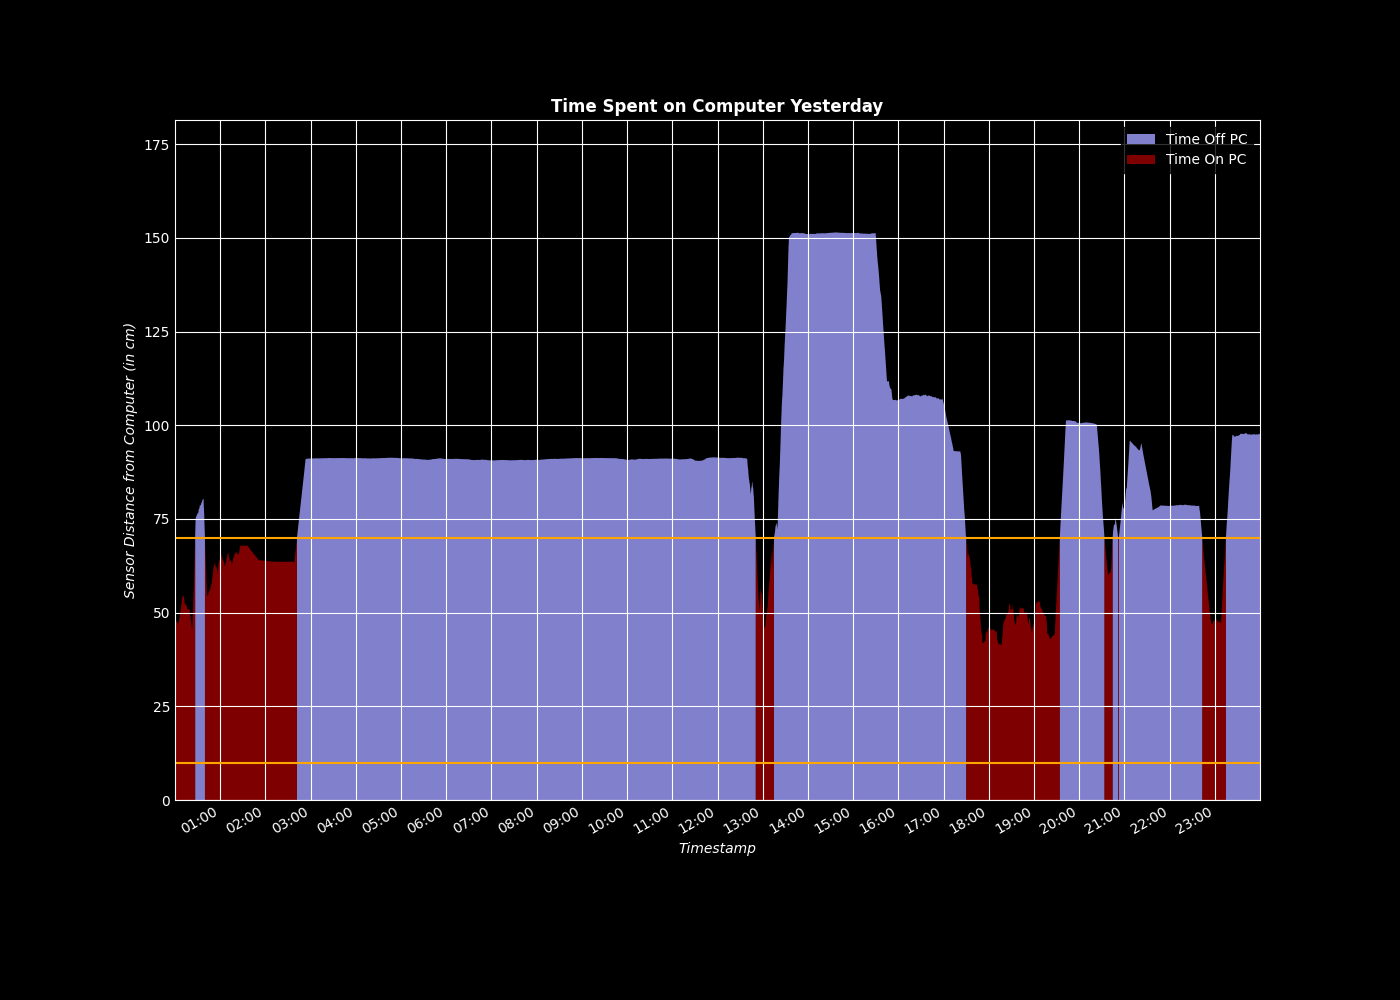 Time Spent on Computer Yesterday
Time Off PC
Time On PC
Sensor Distance from Computer (in cm)
175
150
125
100
75
50
25
0
01:00 02:00 03:00 04:00 05:00 06:00 07:00 08:00 09:00 10:00 11:00 12:00 13:00 14:00 15:00 16:00 17:00 18:00 19:00 20:00 21:00 22:00 23:00
Timestamp